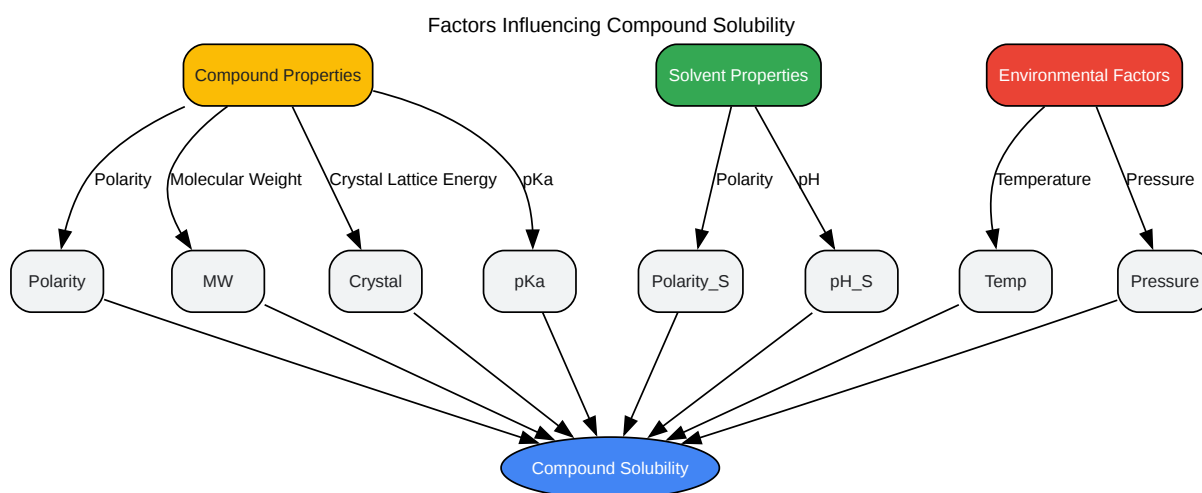 Factors Influencing Compound Solubility
Compound Properties
Solvent Properties
Environmental Factors
Polarity
Molecular Weight
Crystal Lattice Energy
pKa
Polarity
pH
Temperature
Pressure
Polarity
MW
Crystal
pKa
Polarity_S
pH_S
Temp
Pressure
Compound Solubility